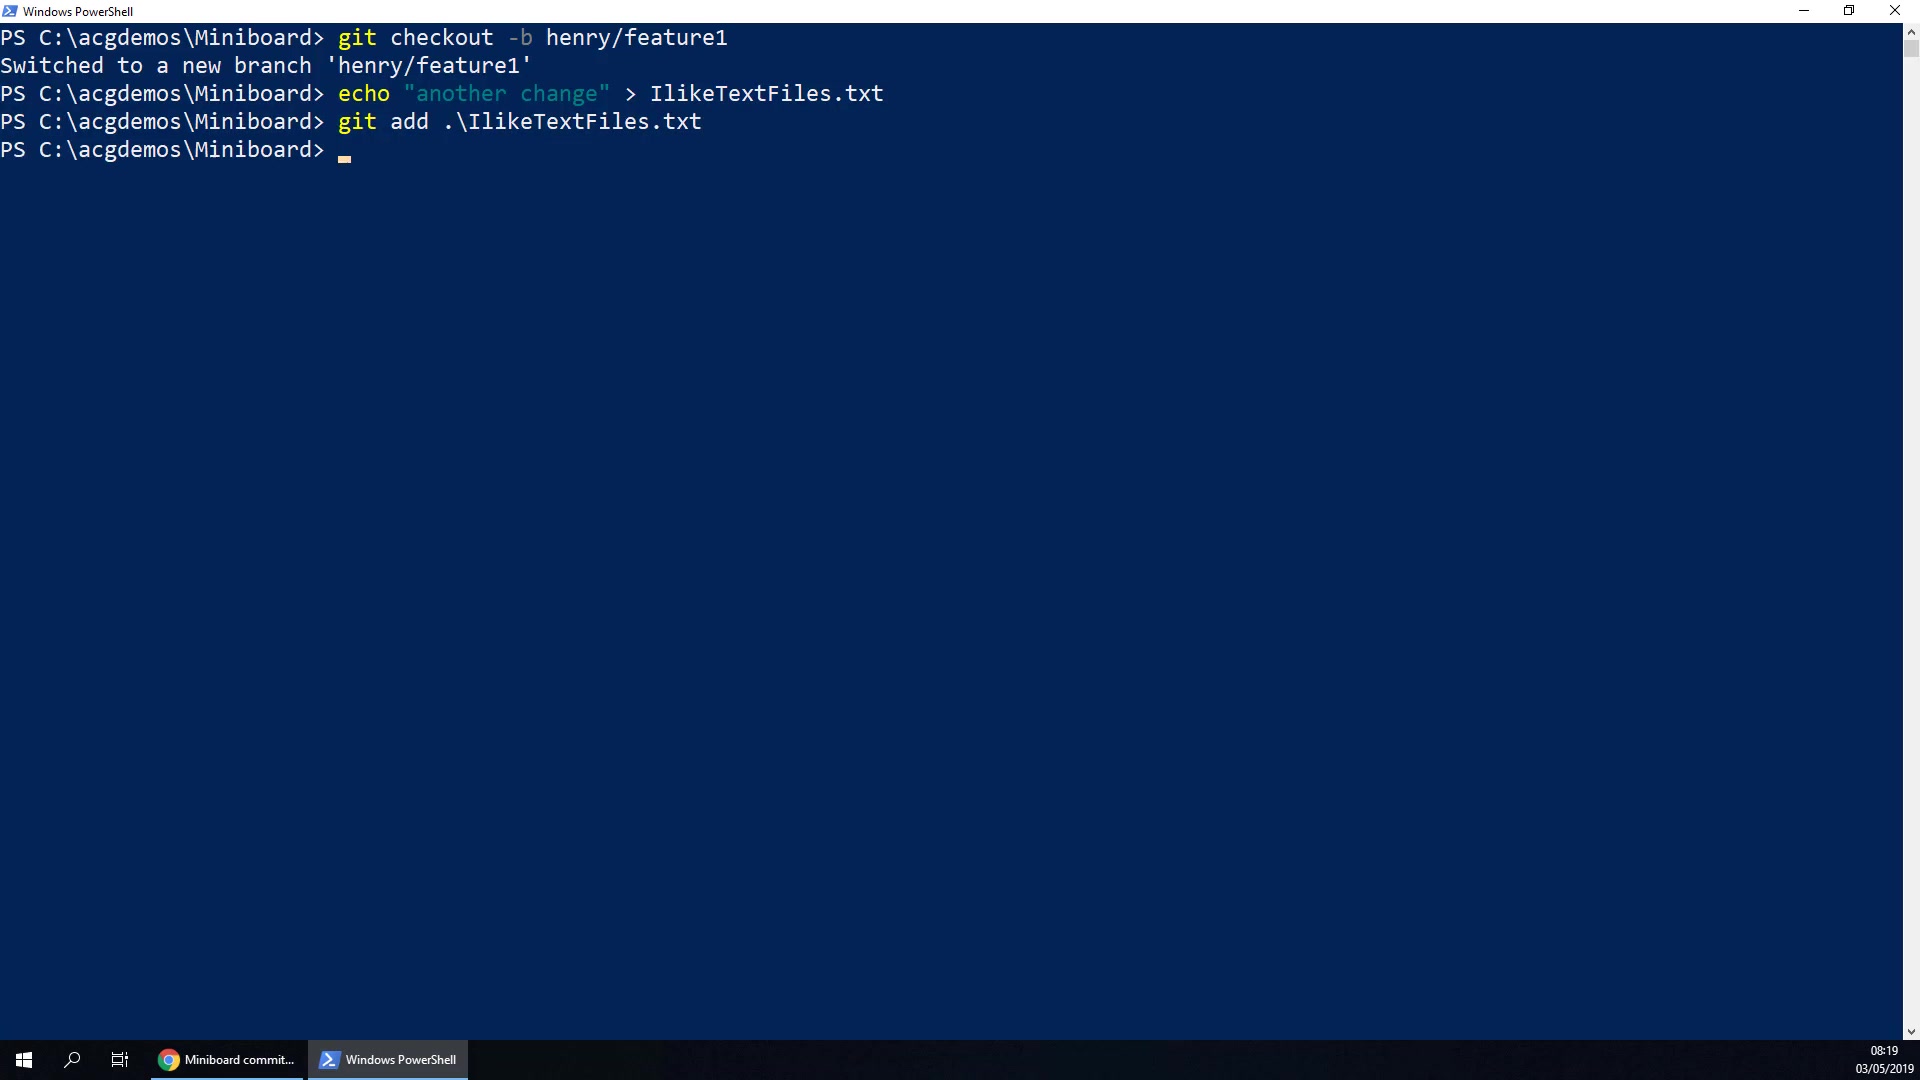 Windows PowerShell
PS C:\acgdemos\Miniboard> git checkout -b henry/feature1
Switched to a new branch 'henry/feature1'
PS C:\acgdemos\Miniboard> echo "another change" > IlikeTextFiles.txt
PS C:\acgdemos\Miniboard> git add .\IlikeTextFiles.txt
PS C:\acgdemos\Miniboard>
Miniboard commit...
Windows PowerShell
08:19
03/05/2019